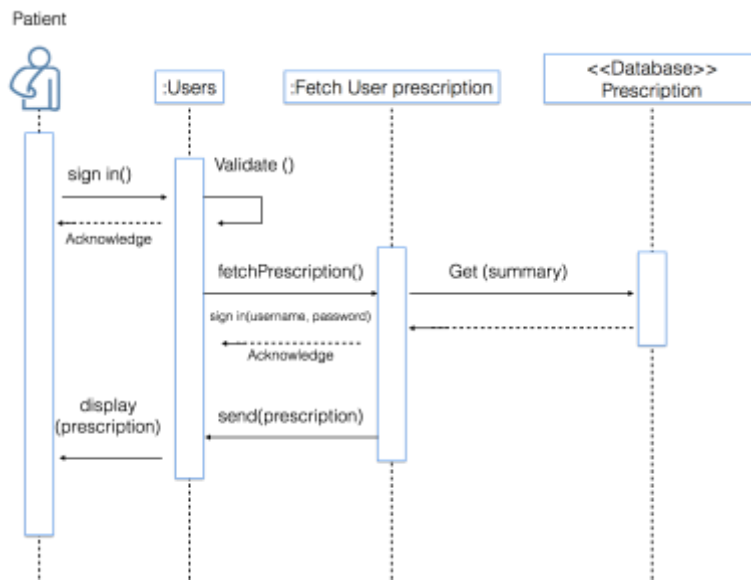 Patient
:Users
:Fetch User prescription
<<Database>>
Prescription
sign in()
Validate ()
Acknowledge
fetchPrescription()
Get (summary)
sign in(username, password)
Acknowledge
display
(prescription)
send(prescription)